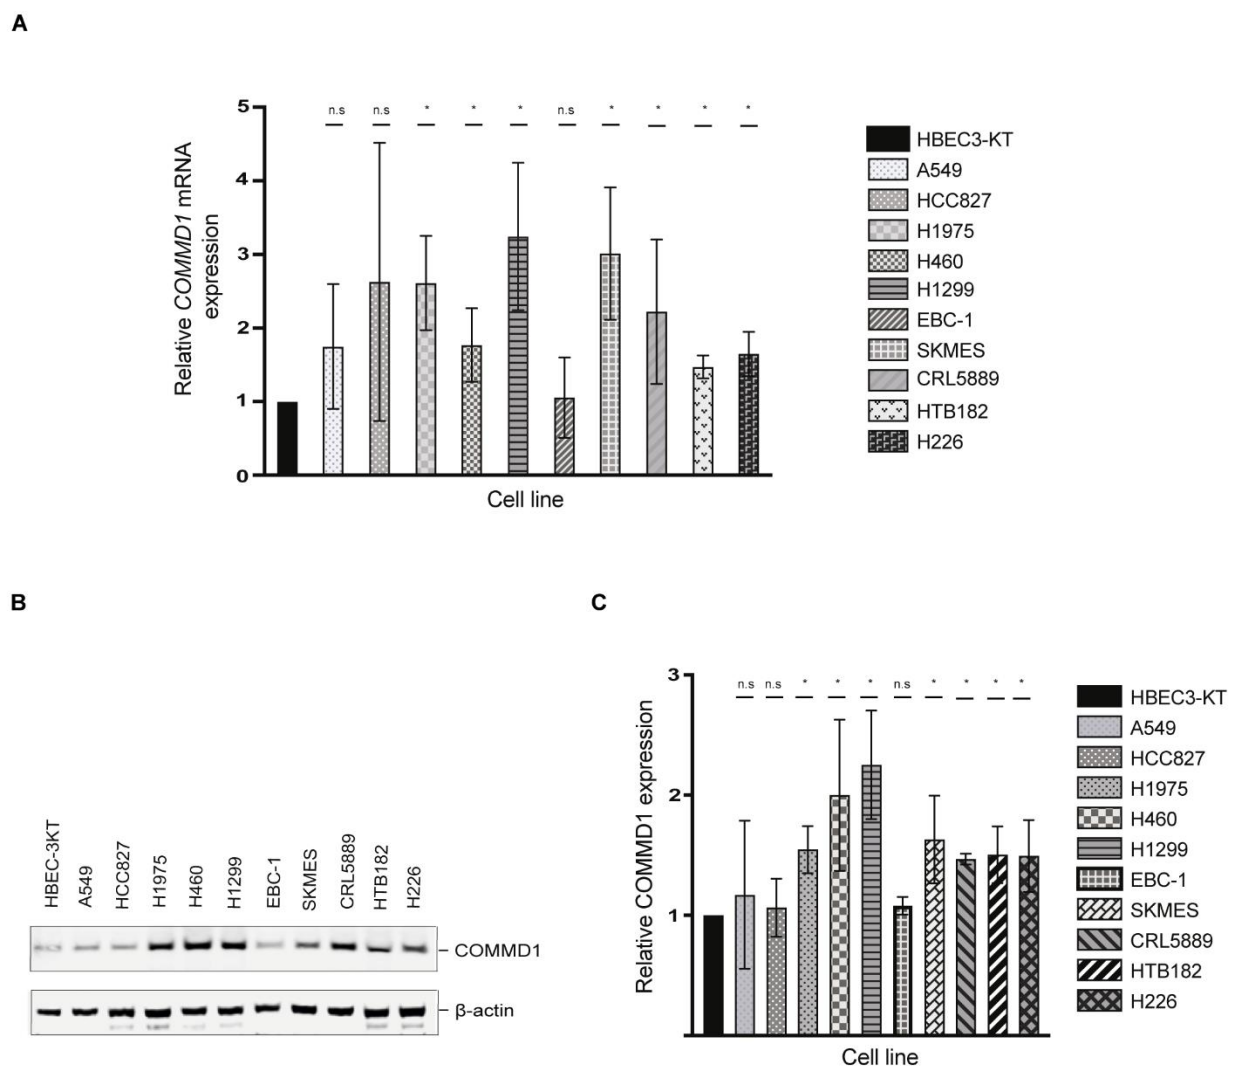 A
Relative COMMD1 mRNA
expression
5
4
3
2
1
0
n.s n.s * * * n.s * * * *
Cell line
HBEC3-KT
A549
HCC827
H1975
H460
H1299
EBC-1
SKMES
CRL5889
HTB182
H226
B
HBEC-3KT
A549
HCC827
H1975
H460
H1299
EBC-1
SKMES
CRL5889
HTB182
H226
COMMD1
β-actin
C
Relative COMMD1 expression
3
2
1
n.s n.s * * * n.s * * * *
Cell line
HBEC3-KT
A549
HCC827
H1975
H460
H1299
EBC-1
SKMES
CRL5889
HTB182
H226